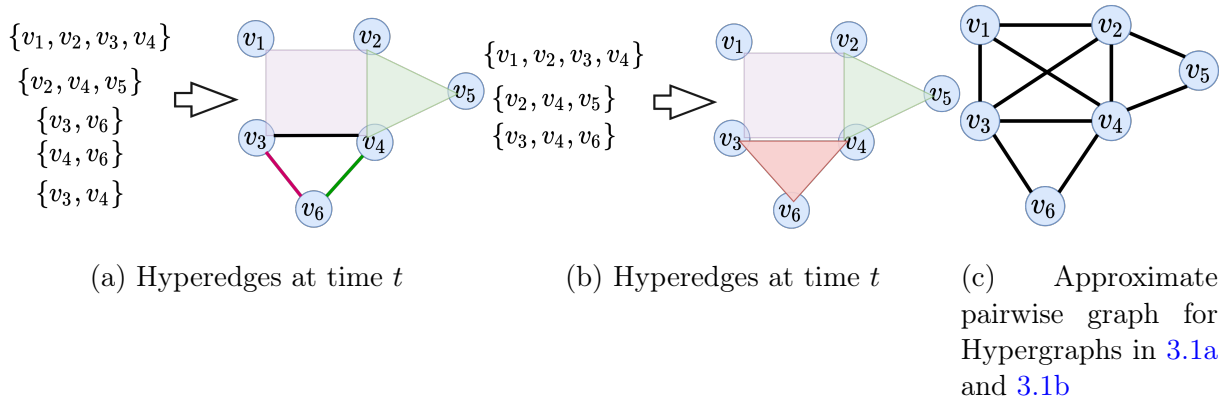 {v1, v2, v3, v4}
{v2, v4, v5}
{v3, v6}
{v4, v6}
{v3, v4}
v1
v2
v5
v3
v4
v6
(a) Hyperedges at time t
{v1, v2, v3, v4}
{v2, v4, v5}
{v3, v4, v6}
v1
v2
v5
v3
v4
v6
(b) Hyperedges at time t
v1
v2
v5
v3
v4
v6
(c) Approximate
pairwise graph for
Hypergraphs in 3.1a
and 3.1b